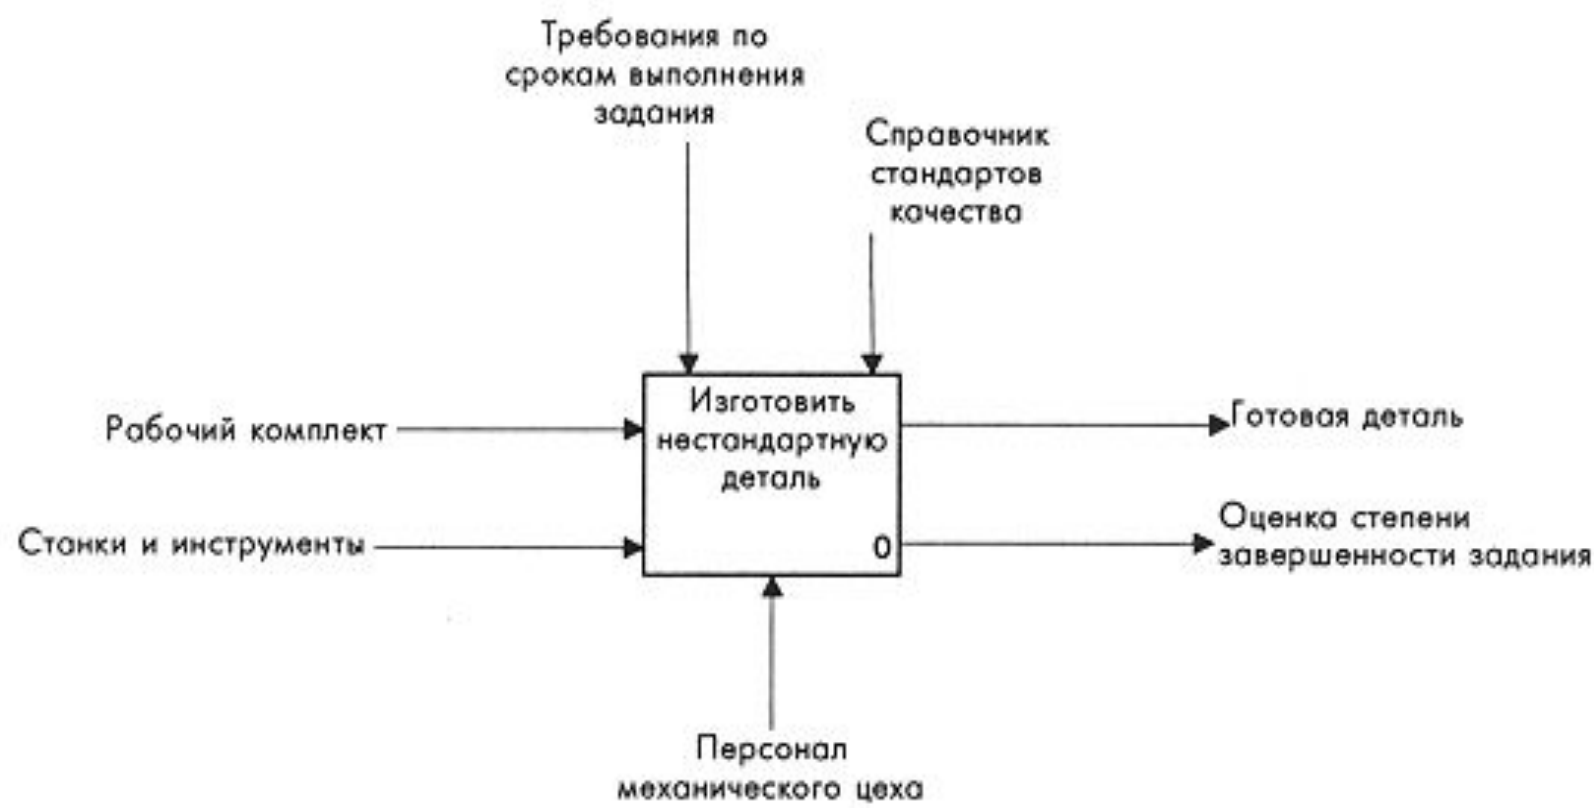 Требования по
срокам выполнения
задания
Справочник
стандартов
качества
Изготовить
нестандартную
деталь
0
Рабочий комплект
Станки и инструменты
Готовая деталь
Оценка степени
завершенности задания
Персонал
механического цеха